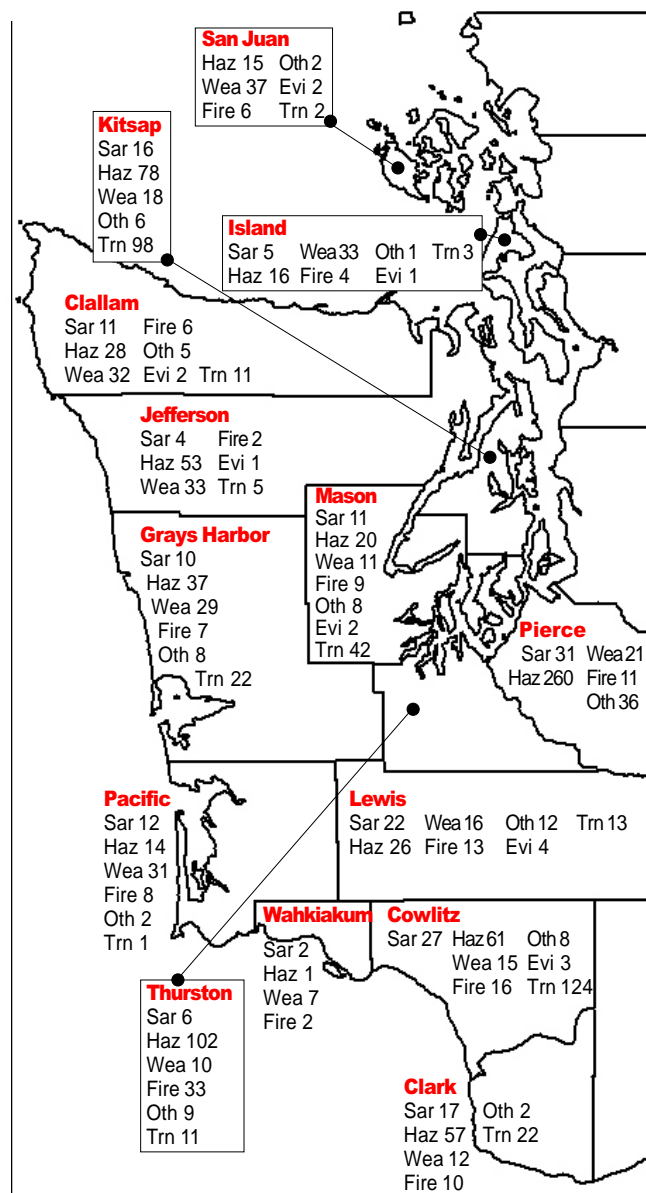 San Juan
Haz 15 Oth 2
Wea 37 Evi 2
Fire 6 Trn 2
Kitsap
Sar 16
Haz 78
Wea 18
Oth 6
Trn 98
Island
Sar 5 Wea 33 Oth 1 Trn 3
Haz 16 Fire 4 Evi 1
Clallam
Sar 11 Fire 6
Haz 28 Oth 5
Wea 32 Evi 2 Trn 11
Jefferson
Sar 4 Fire 2
Haz 53 Evi 1
Wea 33 Trn 5
Mason
Sar 11
Haz 20
Wea 11
Fire 9
Oth 8
Evi 2
Trn 42
Grays Harbor
Sar 10
Haz 37
Wea 29
Fire 7
Oth 8
Trn 22
Pierce
Sar 31 Wea 21
Haz 260 Fire 11
Oth 36
Pacific
Sar 12
Haz 14
Wea 31
Fire 8
Oth 2
Trn 1
Lewis
Sar 22 Wea 16 Oth 12 Trn 13
Haz 26 Fire 13 Evi 4
Wahkiakum
Sar 2
Haz 1
Wea 7
Fire 2
Cowlitz
Sar 27 Haz 61 Oth 8
Wea 15 Evi 3
Fire 16 Trn 124
Thurston
Sar 6
Haz 102
Wea 10
Fire 33
Oth 9
Trn 11
Clark
Sar 17 Oth 2
Haz 57 Trn 22
Wea 12
Fire 10